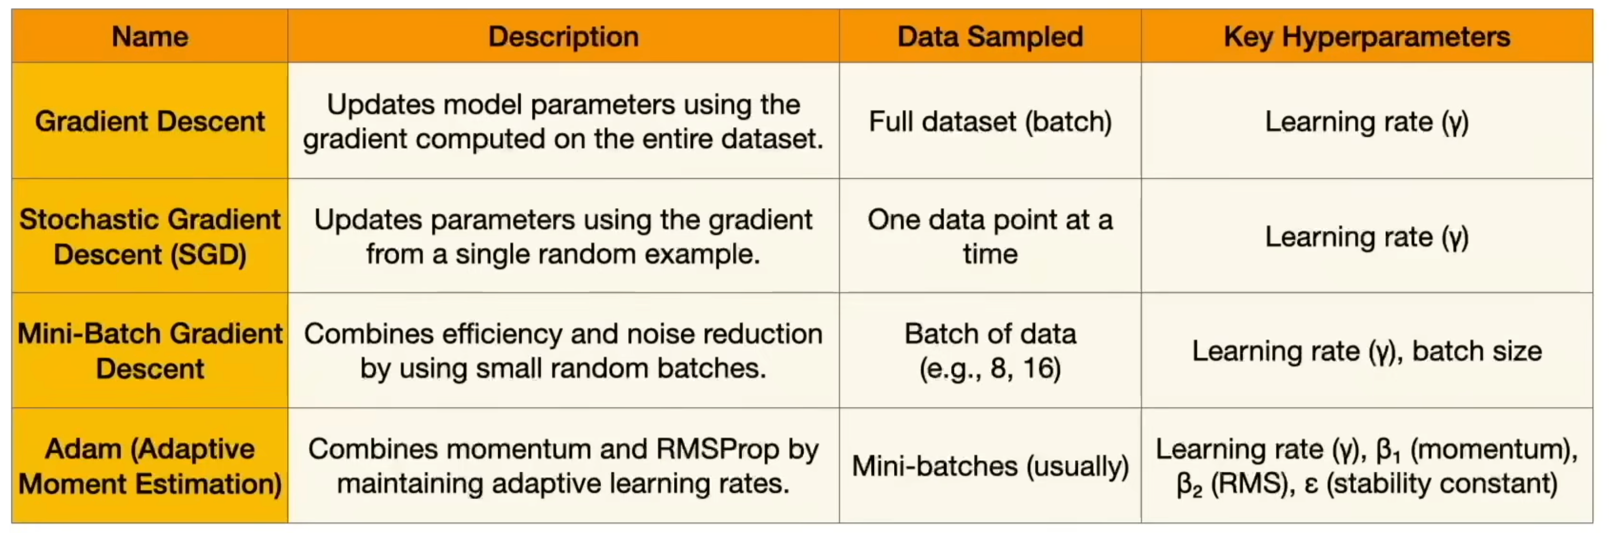 Name
Description
Data Sampled
Key Hyperparameters
Gradient Descent
Updates model parameters using the
gradient computed on the entire dataset.
Full dataset (batch)
Learning rate (γ)
Stochastic Gradient
Descent (SGD)
Updates parameters using the gradient
from a single random example.
One data point at a
time
Learning rate (γ)
Mini-Batch Gradient
Descent
Combines efficiency and noise reduction
by using small random batches.
Batch of data
(e.g., 8, 16)
Learning rate (γ), batch size
Adam (Adaptive
Moment Estimation)
Combines momentum and RMSProp by
maintaining adaptive learning rates.
Mini-batches (usually)
Learning rate (γ), β₁ (momentum),
β₂ (RMS), ε (stability constant)